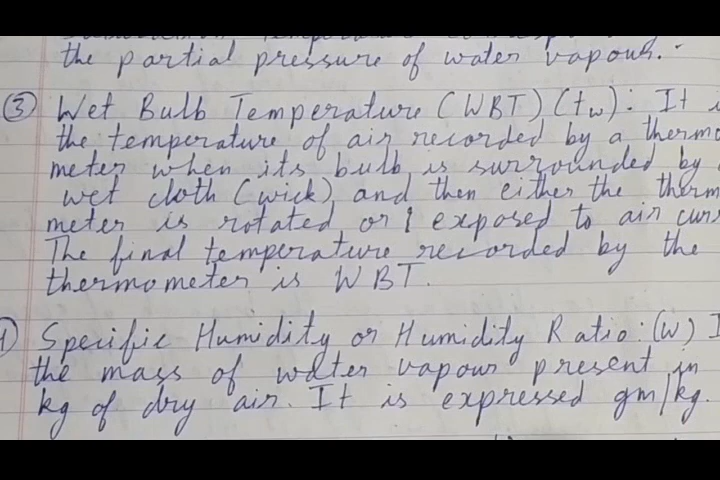 the partial pressure of water vapour.
③ Wet Bulb Temperature (WBT) (tw): It
the temperature of air recorded by a thermo
meter when its bulb is surrounded by
wet cloth (wick) and then either the therm
meter is rotated or exposed to air cur
The final temperature recorded by the
thermometer is WBT.
Specific Humidity or Humidity Ratio: (W)
the mass of water vapour present in
kg of dry air. It is expressed gm/kg.